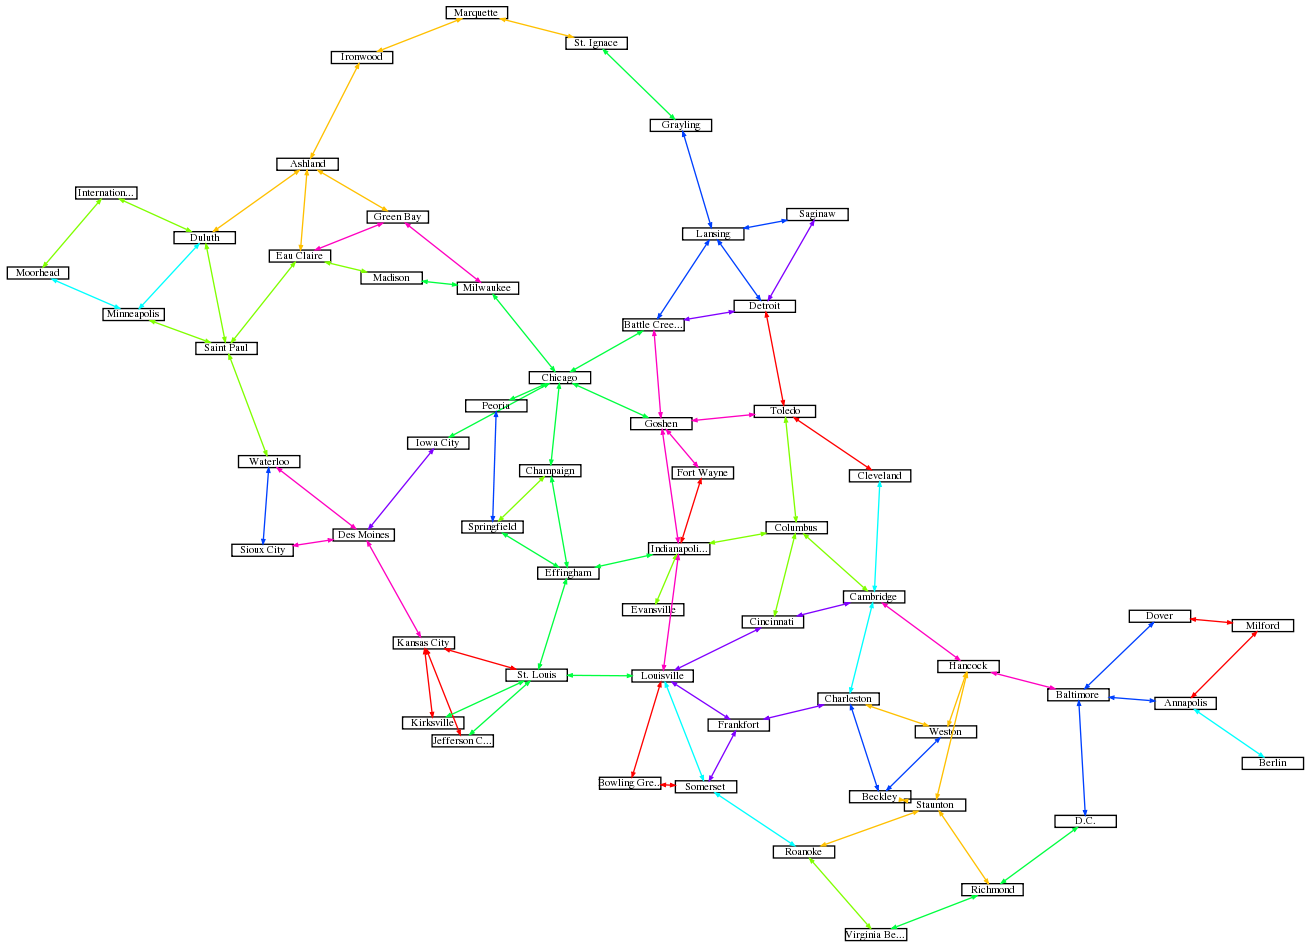 Marquette
St. Ignace
Ironwood
Grayling
Ashland
Internation...
Saginaw
Green Bay
Lansing
Duluth
Eau Claire
Moorhead
Madison
Milwaukee
Detroit
Minneapolis
Battle Cree...
Saint Paul
Chicago
Peoria
Toledo
Goshen
Iowa City
Waterloo
Champaign
Fort Wayne
Cleveland
Springfield
Columbus
Des Moines
Sioux City
Indianapoli...
Effingham
Cambridge
Evansville
Dover
Cincinnati
Milford
Kansas City
Hancock
St. Louis
Louisville
Baltimore
Charleston
Annapolis
Kirksville
Frankfort
Weston
Jefferson C...
Berlin
Bowling Gre...
Somerset
Beckley
Staunton
D.C.
Roanoke
Richmond
Virginia Be...